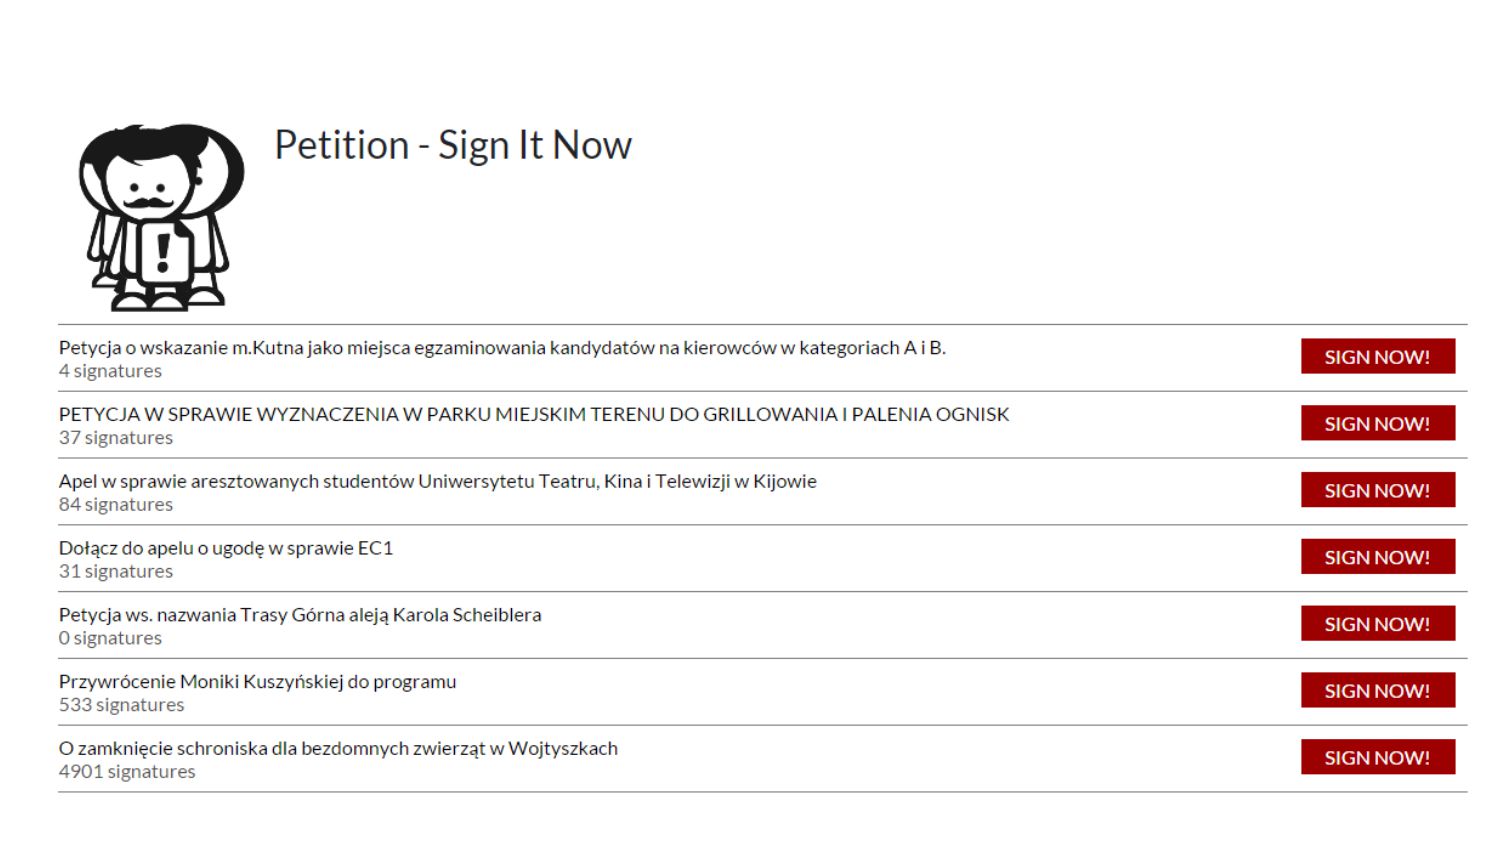 Petition - Sign It Now
!
Petycja o wskazanie m.Kutna jako miejsca egzaminowania kandydatów na kierowców w kategoriach A i B.
4 signatures
SIGN NOW!
PETYCJA W SPRAWIE WYZNACZENIA W PARKU MIEJSKIM TERENU DO GRILLOWANIA I PALENIA OGNISK
37 signatures
SIGN NOW!
Apel w sprawie aresztowanych studentów Uniwersytetu Teatru, Kina i Telewizji w Kijowie
84 signatures
SIGN NOW!
Dołącz do apelu o ugodę w sprawie EC1
31 signatures
SIGN NOW!
Petycja ws. nazwania Trasy Górna aleją Karola Scheiblera
0 signatures
SIGN NOW!
Przywrócenie Moniki Kuszyńskiej do programu
533 signatures
SIGN NOW!
O zamknięcie schroniska dla bezdomnych zwierząt w Wojtyszkach
4901 signatures
SIGN NOW!